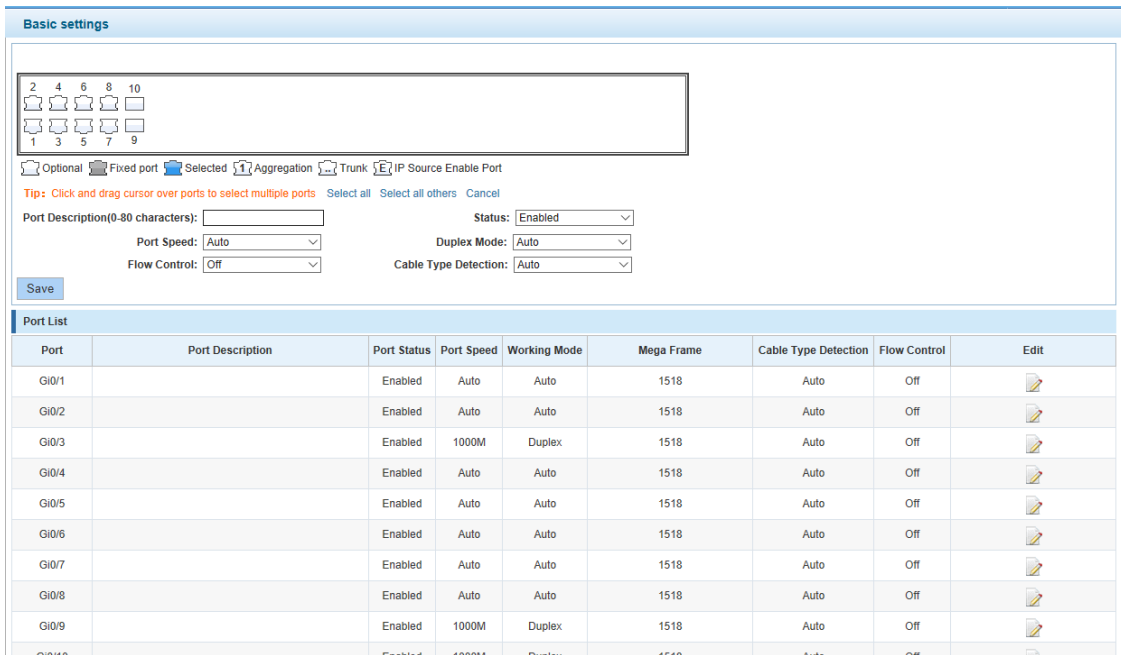 Basic settings
2 4 6 8 10
1 3 5 7 9
Optional Fixed port Selected 1 Aggregation .. Trunk E IP Source Enable Port
Tip: Click and drag cursor over ports to select multiple ports Select all Select all others Cancel
Port Description(0-80 characters): Status: Enabled
Port Speed: Auto Duplex Mode: Auto
Flow Control: Off Cable Type Detection: Auto
Save
Port List
Port Port Description Port Status Port Speed Working Mode Mega Frame Cable Type Detection Flow Control Edit
Gi0/1 Enabled Auto Auto 1518 Auto Off
Gi0/2 Enabled Auto Auto 1518 Auto Off
Gi0/3 Enabled 1000M Duplex 1518 Auto Off
Gi0/4 Enabled Auto Auto 1518 Auto Off
Gi0/5 Enabled Auto Auto 1518 Auto Off
Gi0/6 Enabled Auto Auto 1518 Auto Off
Gi0/7 Enabled Auto Auto 1518 Auto Off
Gi0/8 Enabled Auto Auto 1518 Auto Off
Gi0/9 Enabled 1000M Duplex 1518 Auto Off
Gi0/10 Enabled 1000M Duplex 1518 Auto Off